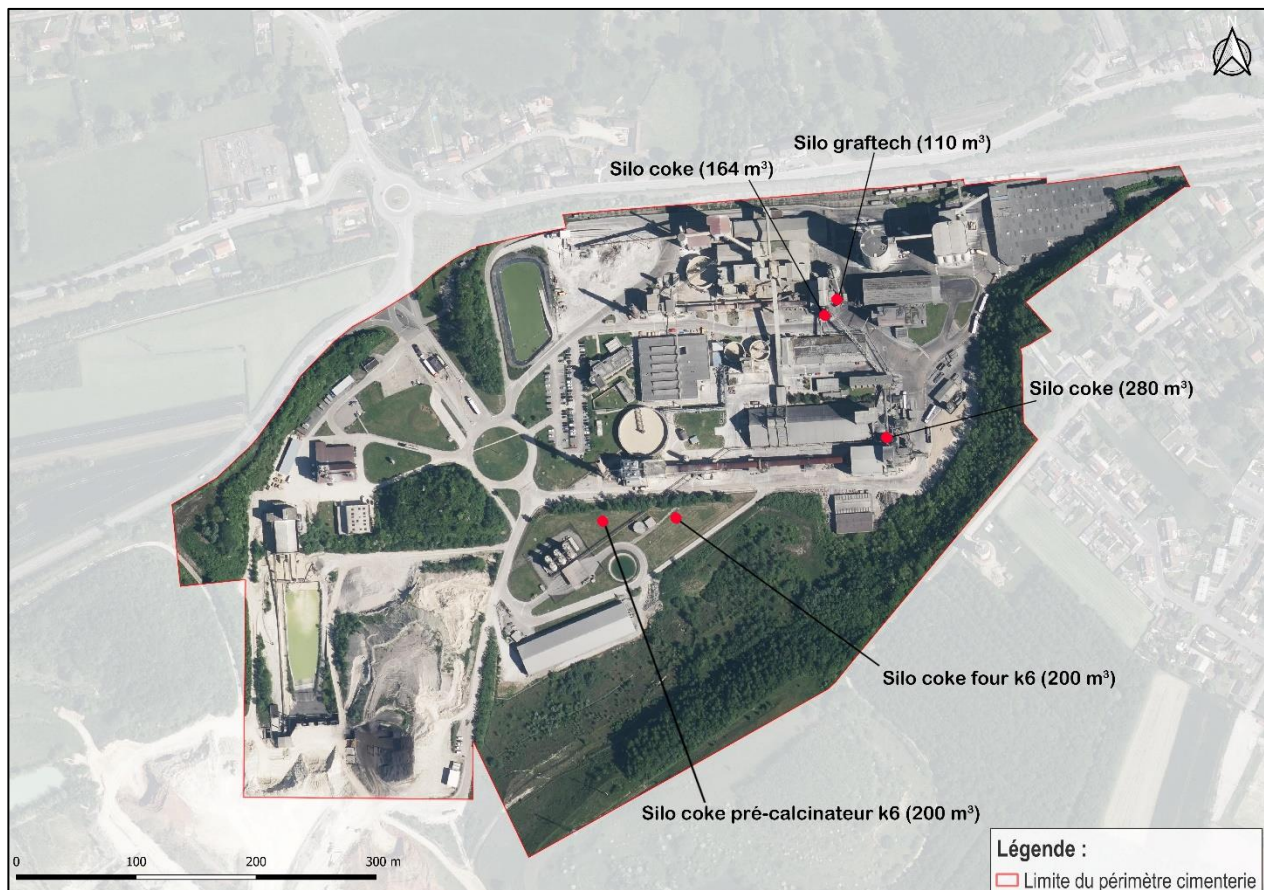 N
Silo graftech (110 m³)
Silo coke (164 m³)
Silo coke (280 m³)
Silo coke four k6 (200 m³)
Silo coke pré-calcinateur k6 (200 m³)
0 100 200 300 m
Légende :
Limite du périmètre cimenterie